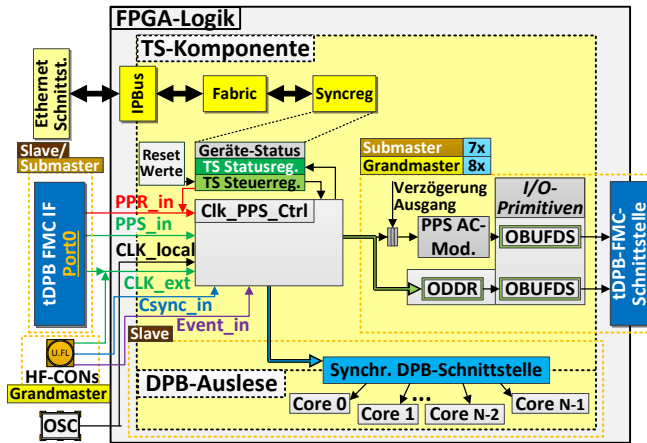 FPGA-Logik
TS-Komponente
Ethernet
Schnittst.
IPBus
Fabric
Syncreg
Slave/
Submaster
Reset
Werte
Geräte-Status
TS Statusreg.
TS Steuerreg.
Submaster 7x
Grandmaster 8x
tDPB FMC IF
Port0
PPR_in
PPS_in
CLK_local
CLK_ext
Csync_in
Event_in
Clk_PPS_Ctrl
Verzögerung
Ausgang
PPS AC-
Mod.
I/O-
Primitiven
OBUFDS
ODDR
OBUFDS
tDPB-FMC-
Schnittstelle
Slave
U.FL
HF-CONs
Grandmaster
OSC
DPB-Auslese
Synchr. DPB-Schnittstelle
Core 0
Core 1
...
Core N-2
Core N-1